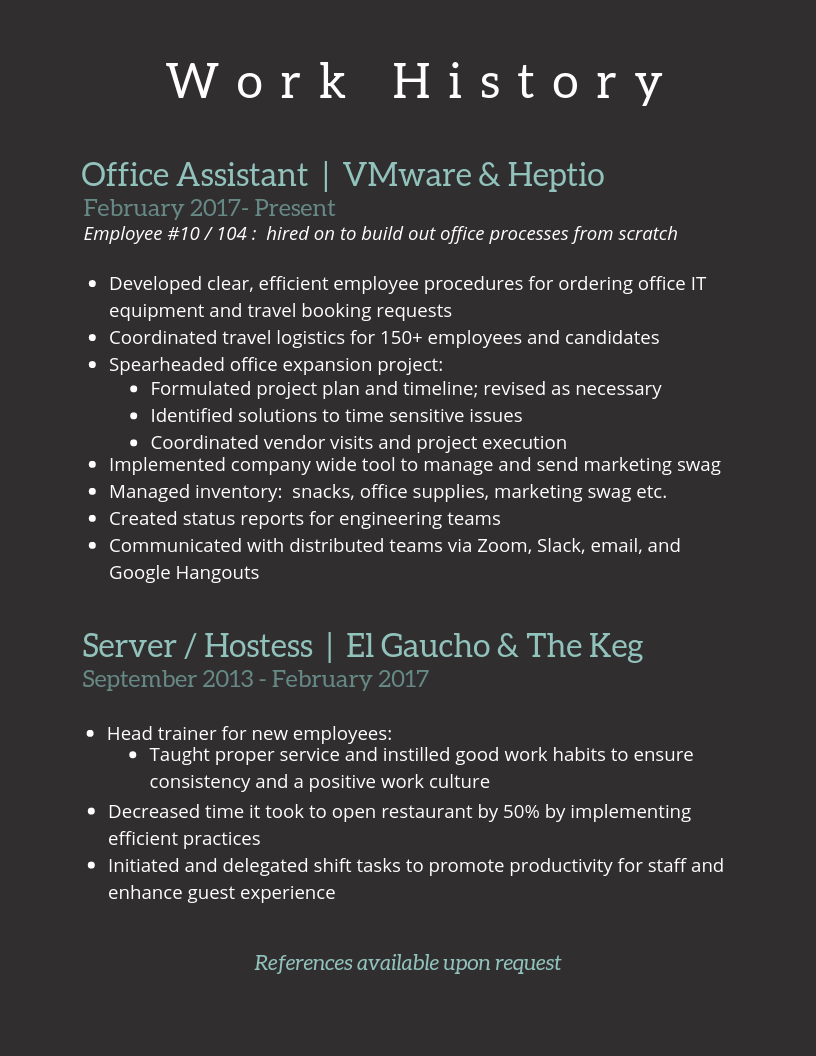 Work History
Office Assistant | VMware & Heptio
February 2017- Present
Employee #10 / 104 :  hired on to build out office processes from scratch
• Developed clear, efficient employee procedures for ordering office IT
equipment and travel booking requests
• Coordinated travel logistics for 150+ employees and candidates
• Spearheaded office expansion project:
• Formulated project plan and timeline; revised as necessary
• Identified solutions to time sensitive issues
• Coordinated vendor visits and project execution
• Implemented company wide tool to manage and send marketing swag
• Managed inventory:  snacks, office supplies, marketing swag etc.
• Created status reports for engineering teams
• Communicated with distributed teams via Zoom, Slack, email, and
Google Hangouts
Server / Hostess | El Gaucho & The Keg
September 2013 - February 2017
• Head trainer for new employees:
• Taught proper service and instilled good work habits to ensure
consistency and a positive work culture
• Decreased time it took to open restaurant by 50% by implementing
efficient practices
• Initiated and delegated shift tasks to promote productivity for staff and
enhance guest experience
References available upon request